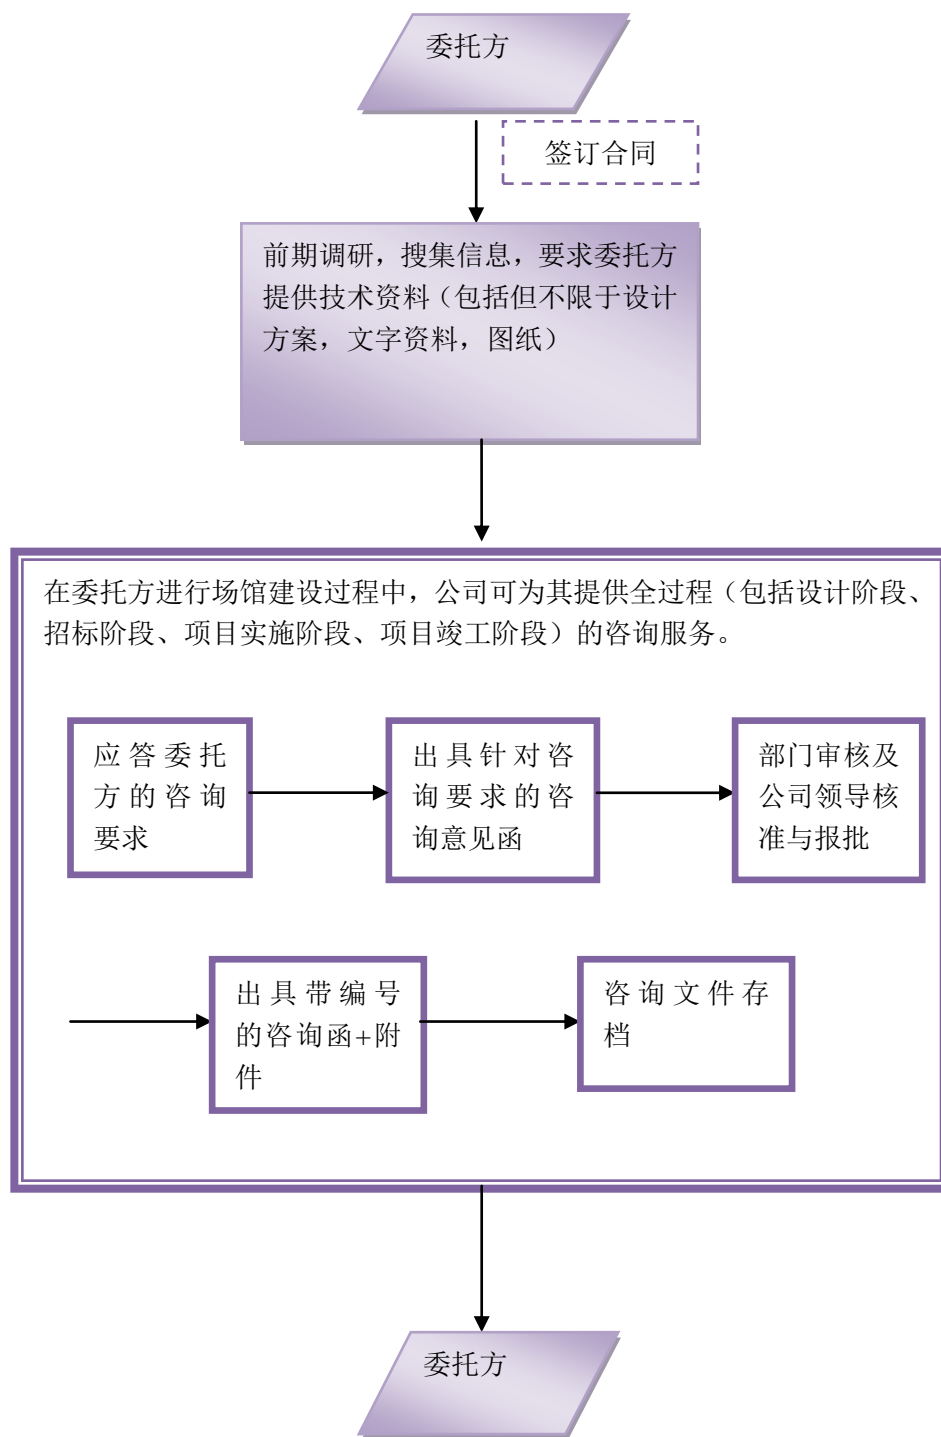 委托方
签订合同
前期调研，搜集信息，要求委托方
提供技术资料（包括但不限于设计
方案，文字资料，图纸）
在委托方进行场馆建设过程中，公司可为其提供全过程（包括设计阶段、
招标阶段、项目实施阶段、项目竣工阶段）的咨询服务。
应答委托
方的咨询
要求
出具针对咨
询要求的咨
询意见函
部门审核及
公司领导核
准与报批
出具带编号
的咨询函+附
件
咨询文件存
档
委托方